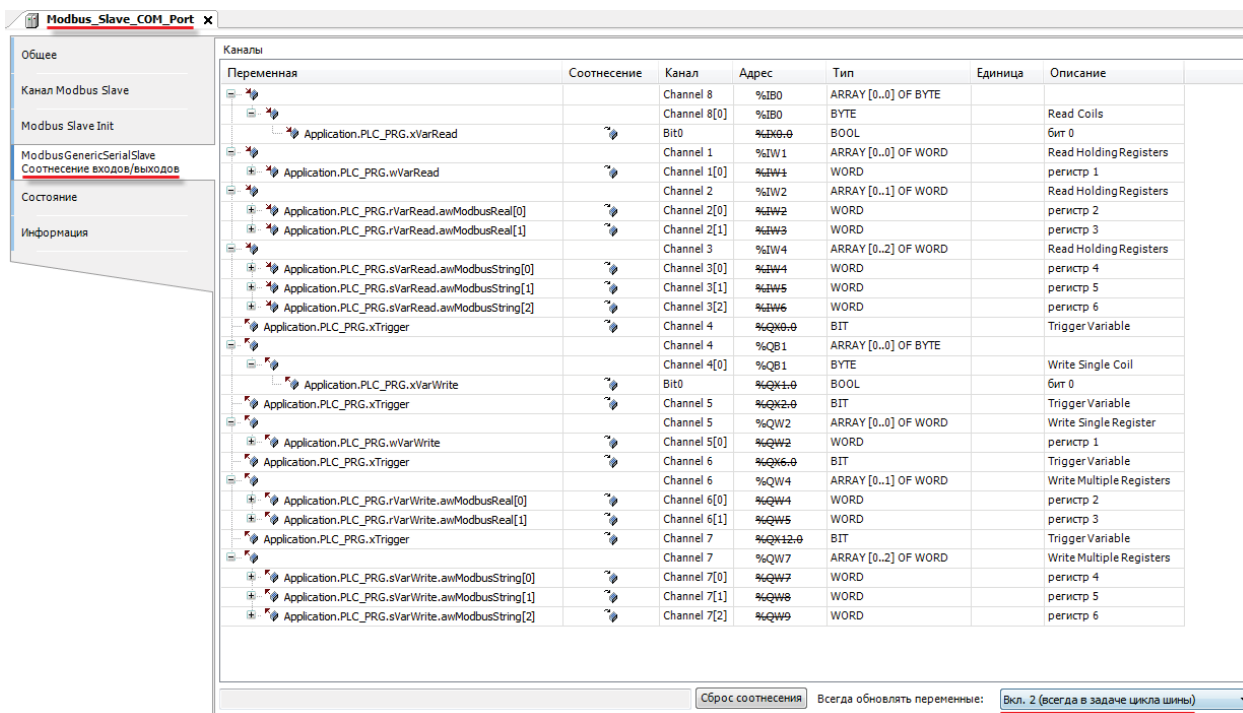 Modbus_Slave_COM_Port x
Общее
Канал Modbus Slave
Modbus Slave Init
ModbusGenericSerialSlave
Соотнесение входов/выходов
Состояние
Информация
Каналы
Переменная Соотнесение Канал Адрес Тип Единица Описание
Channel 8 %IB0 ARRAY [0..0] OF BYTE
Channel 8[0] %IB0 BYTE Read Coils
Application.PLC_PRG.xVarRead Bit0 %IX0.0 BOOL бит 0
Channel 1 %IW1 ARRAY [0..0] OF WORD Read Holding Registers
Application.PLC_PRG.wVarRead Channel 1[0] %IW1 WORD регистр 1
Channel 2 %IW2 ARRAY [0..1] OF WORD Read Holding Registers
Application.PLC_PRG.rVarRead.awModbusReal[0] Channel 2[0] %IW2 WORD регистр 2
Application.PLC_PRG.rVarRead.awModbusReal[1] Channel 2[1] %IW3 WORD регистр 3
Channel 3 %IW4 ARRAY [0..2] OF WORD Read Holding Registers
Application.PLC_PRG.sVarRead.awModbusString[0] Channel 3[0] %IW4 WORD регистр 4
Application.PLC_PRG.sVarRead.awModbusString[1] Channel 3[1] %IW5 WORD регистр 5
Application.PLC_PRG.sVarRead.awModbusString[2] Channel 3[2] %IW6 WORD регистр 6
Application.PLC_PRG.xTrigger Channel 4 %QX0.0 BIT Trigger Variable
Channel 4 %QB1 ARRAY [0..0] OF BYTE
Channel 4[0] %QB1 BYTE Write Single Coil
Application.PLC_PRG.xVarWrite Bit0 %QX1.0 BOOL бит 0
Application.PLC_PRG.xTrigger Channel 5 %QX2.0 BIT Trigger Variable
Channel 5 %QW2 ARRAY [0..0] OF WORD Write Single Register
Application.PLC_PRG.wVarWrite Channel 5[0] %QW2 WORD регистр 1
Application.PLC_PRG.xTrigger Channel 6 %QX6.0 BIT Trigger Variable
Channel 6 %QW4 ARRAY [0..1] OF WORD Write Multiple Registers
Application.PLC_PRG.rVarWrite.awModbusReal[0] Channel 6[0] %QW4 WORD регистр 2
Application.PLC_PRG.rVarWrite.awModbusReal[1] Channel 6[1] %QW5 WORD регистр 3
Application.PLC_PRG.xTrigger Channel 7 %QX12.0 BIT Trigger Variable
Channel 7 %QW7 ARRAY [0..2] OF WORD Write Multiple Registers
Application.PLC_PRG.sVarWrite.awModbusString[0] Channel 7[0] %QW7 WORD регистр 4
Application.PLC_PRG.sVarWrite.awModbusString[1] Channel 7[1] %QW8 WORD регистр 5
Application.PLC_PRG.sVarWrite.awModbusString[2] Channel 7[2] %QW9 WORD регистр 6
Сброс соотнесения Всегда обновлять переменные: Вкл. 2 (всегда в задаче цикла шины)